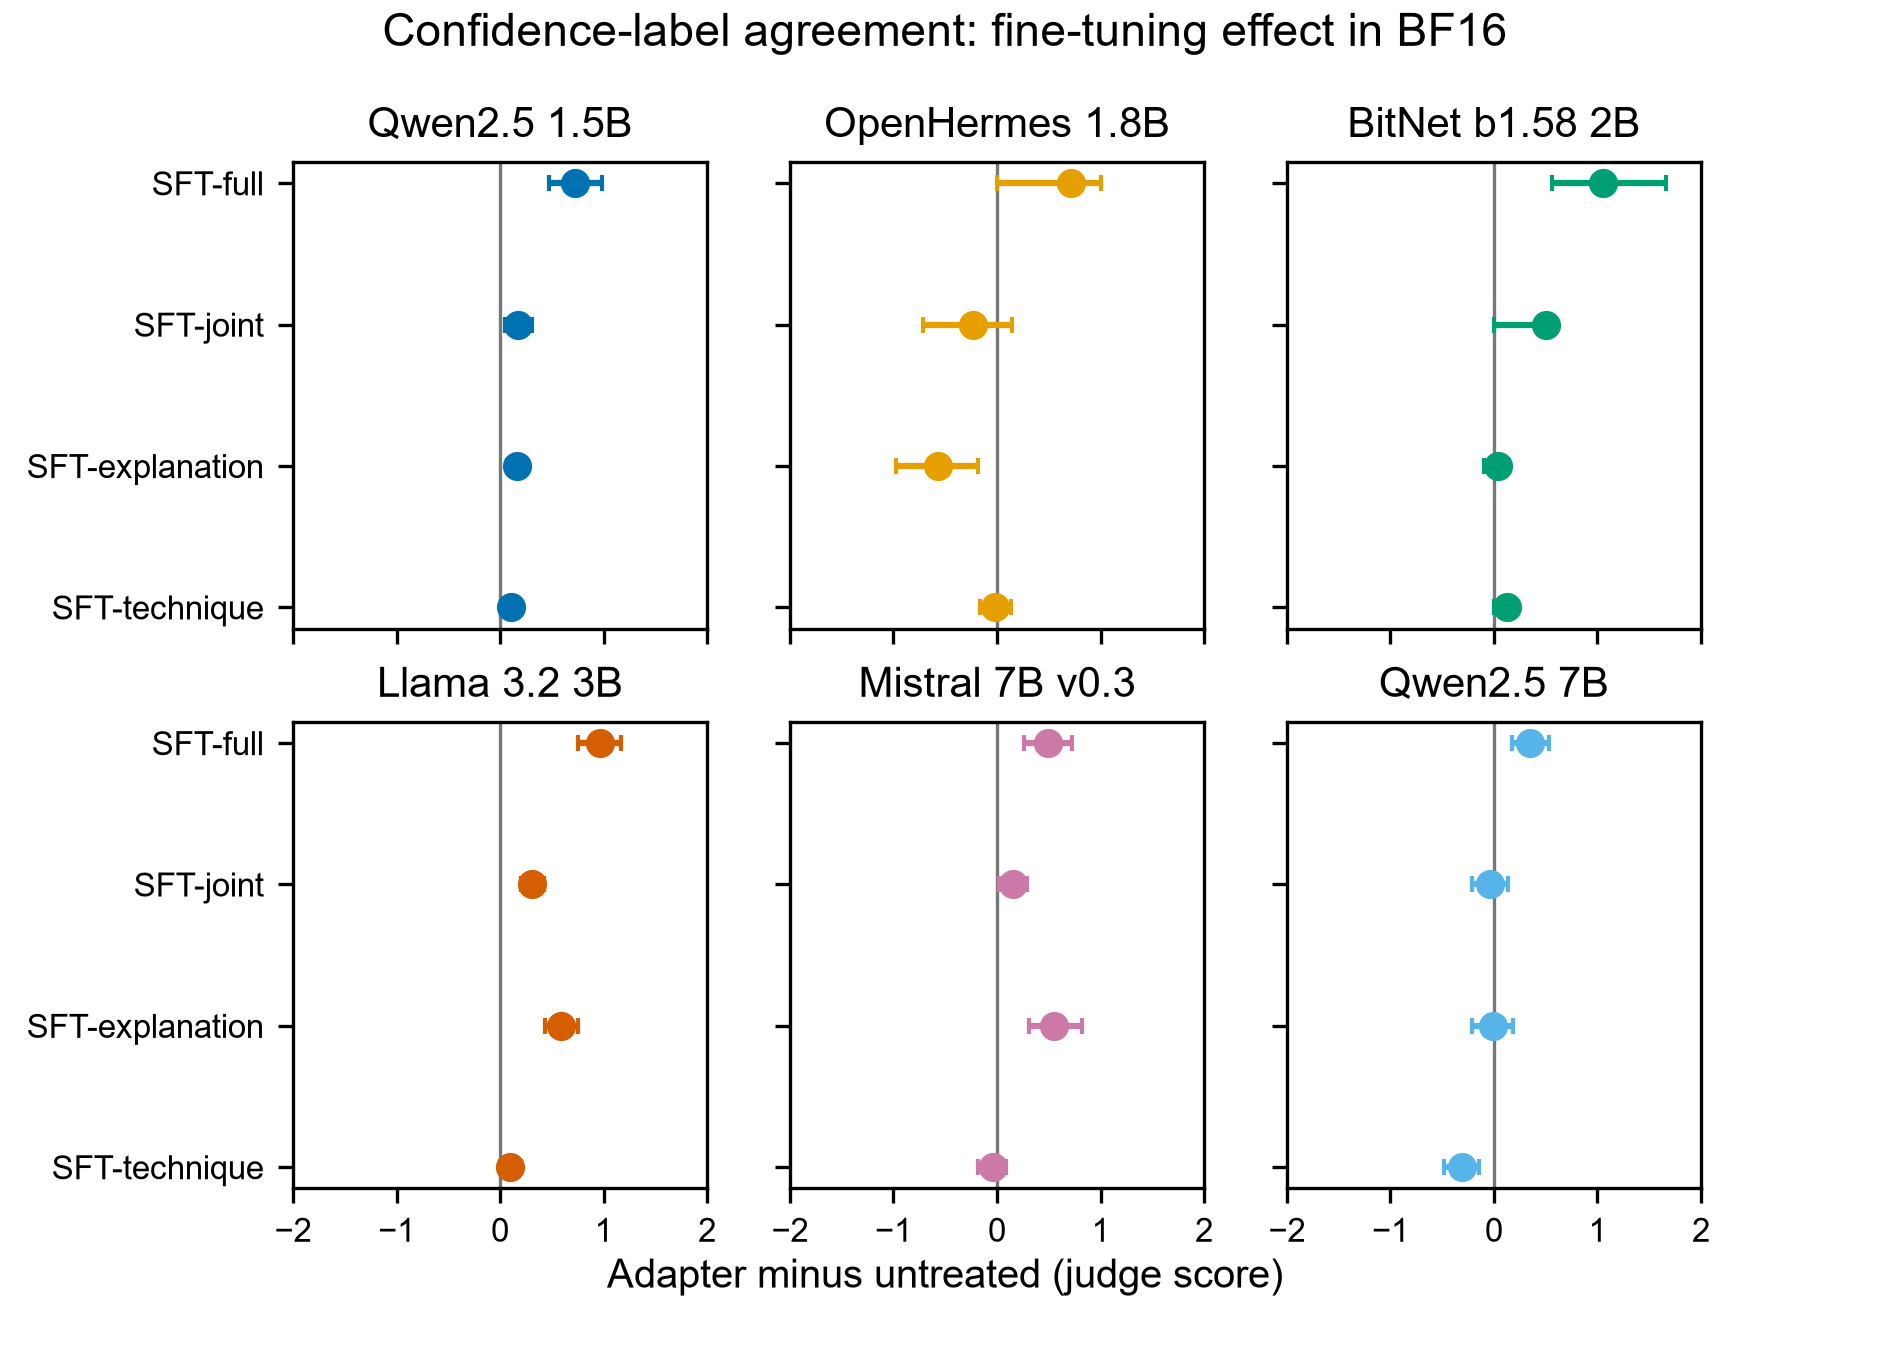 Confidence-label agreement: fine-tuning effect in BF16
Qwen2.5 1.5B
OpenHermes 1.8B
BitNet b1.58 2B
SFT-full
SFT-joint
SFT-explanation
SFT-technique
Llama 3.2 3B
Mistral 7B v0.3
Qwen2.5 7B
SFT-full
SFT-joint
SFT-explanation
SFT-technique
−2 −1 0 1 2
−2 −1 0 1 2
−2 −1 0 1 2
Adapter minus untreated (judge score)